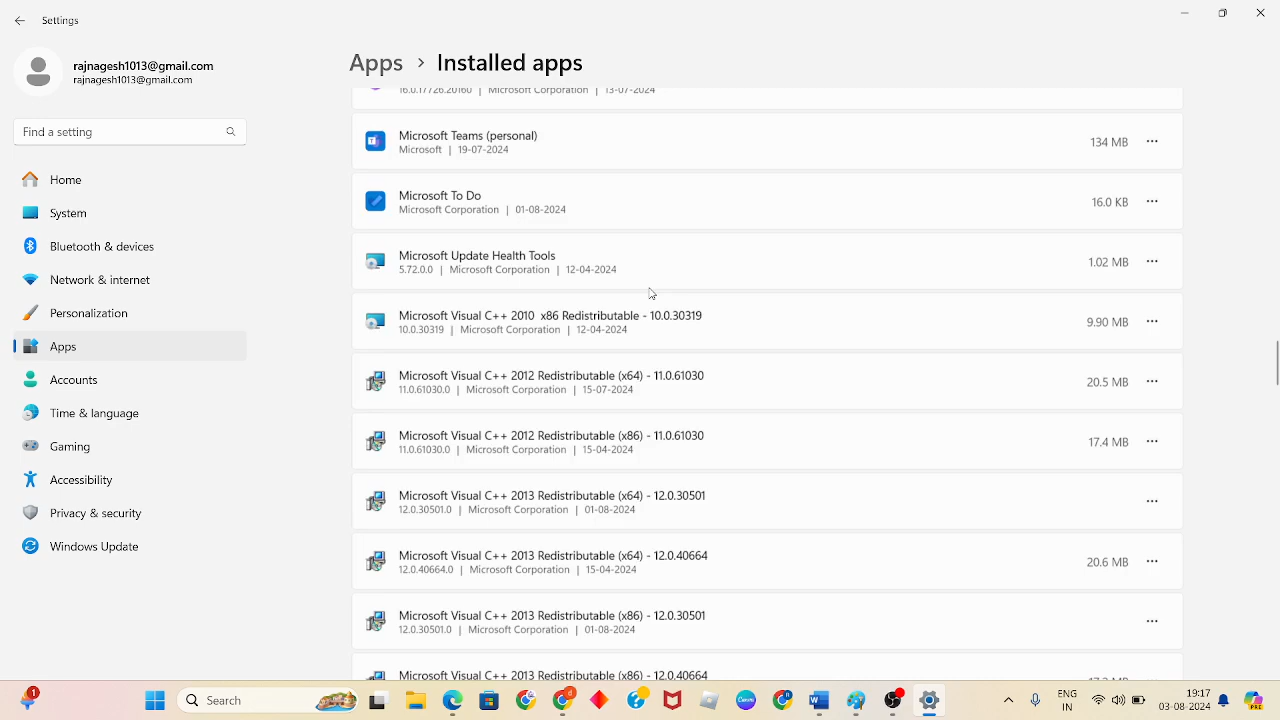 rajnagesh1013@gmail.com
rajnagesh1013@gmail.com
Find a setting
Home
System
Bluetooth & devices
Network & internet
Personalization
Apps
Accounts
Time & language
Gaming
Accessibility
Privacy & security
Windows Update
Apps > Installed apps
16.0.17726.20160 | Microsoft Corporation | 13-07-2024
Microsoft Teams (personal)
Microsoft | 19-07-2024
134 MB
Microsoft To Do
Microsoft Corporation | 01-08-2024
16.0 KB
Microsoft Update Health Tools
5.72.0.0 | Microsoft Corporation | 12-04-2024
1.02 MB
Microsoft Visual C++ 2010 x86 Redistributable - 10.0.30319
10.0.30319 | Microsoft Corporation | 12-04-2024
9.90 MB
Microsoft Visual C++ 2012 Redistributable (x64) - 11.0.61030
11.0.61030.0 | Microsoft Corporation | 15-07-2024
20.5 MB
Microsoft Visual C++ 2012 Redistributable (x86) - 11.0.61030
11.0.61030.0 | Microsoft Corporation | 15-04-2024
17.4 MB
Microsoft Visual C++ 2013 Redistributable (x64) - 12.0.30501
12.0.30501.0 | Microsoft Corporation | 01-08-2024
Microsoft Visual C++ 2013 Redistributable (x64) - 12.0.40664
12.0.40664.0 | Microsoft Corporation | 15-04-2024
20.6 MB
Microsoft Visual C++ 2013 Redistributable (x86) - 12.0.30501
12.0.30501.0 | Microsoft Corporation | 01-08-2024
Microsoft Visual C++ 2013 Redistributable (x86) - 12.0.40664
Search
ENG
IN
19:17
03-08-2024